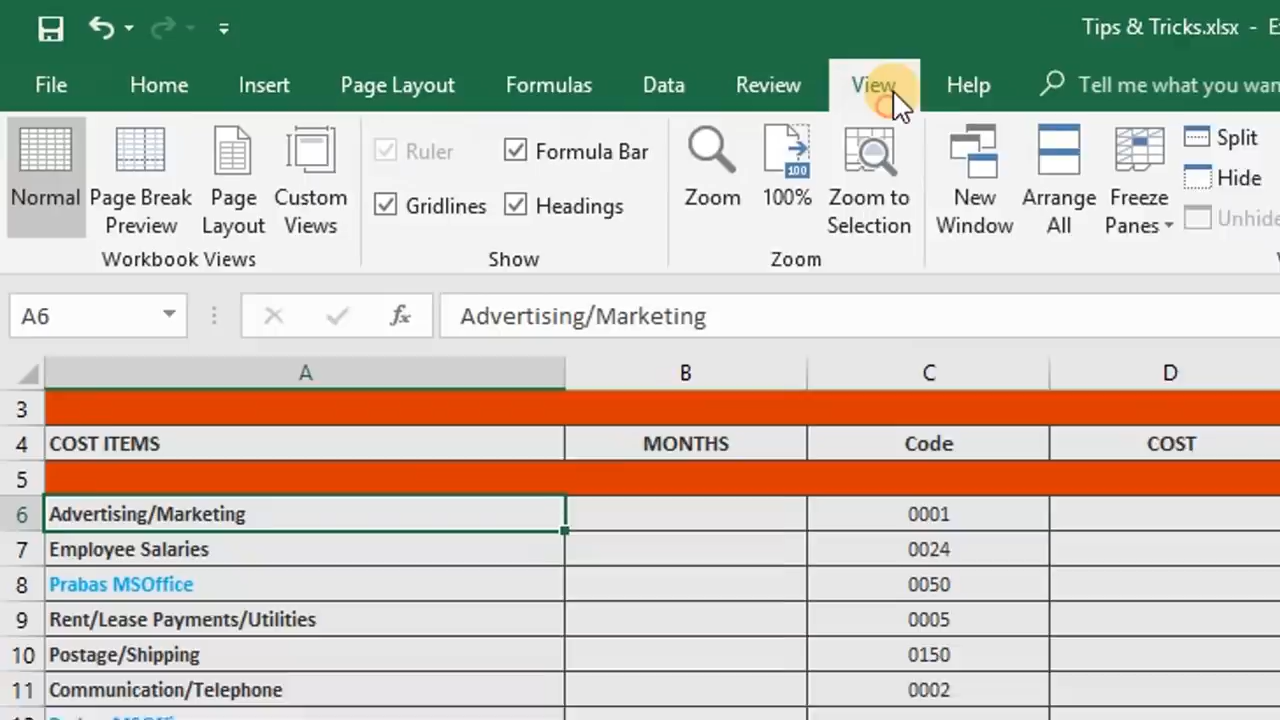 Tips & Tricks.xlsx -
File Home Insert Page Layout Formulas Data Review View Help Tell me what you
Normal
Page Break Preview
Page Layout
Custom Views
Workbook Views
Ruler
Formula Bar
Gridlines
Headings
Show
Zoom
100
100%
Zoom to Selection
Zoom
New Window
Arrange All
Freeze Panes
Split
Hide
Unhide
A6 fx Advertising/Marketing
A B C D
3
4 COST ITEMS MONTHS Code COST
5
6 Advertising/Marketing 0001
7 Employee Salaries 0024
8 Prabas MSOffice 0050
9 Rent/Lease Payments/Utilities 0005
10 Postage/Shipping 0150
11 Communication/Telephone 0002